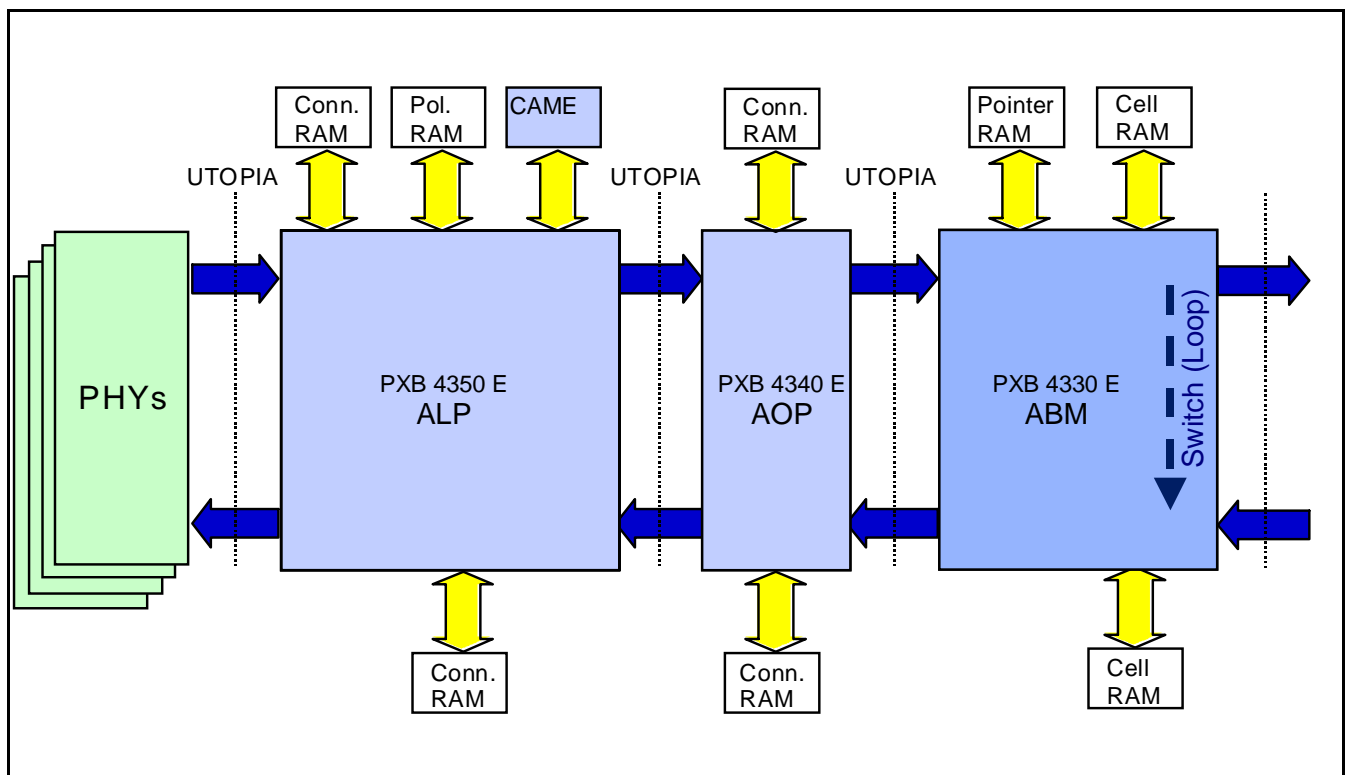 Conn.
RAM
Pol.
RAM
CAME
Conn.
RAM
Pointer
RAM
Cell
RAM
UTOPIA
UTOPIA
UTOPIA
PHYs
PXB 4350 E
ALP
PXB 4340 E
AOP
PXB 4330 E
ABM
Switch (Loop)
Conn.
RAM
Conn.
RAM
Cell
RAM